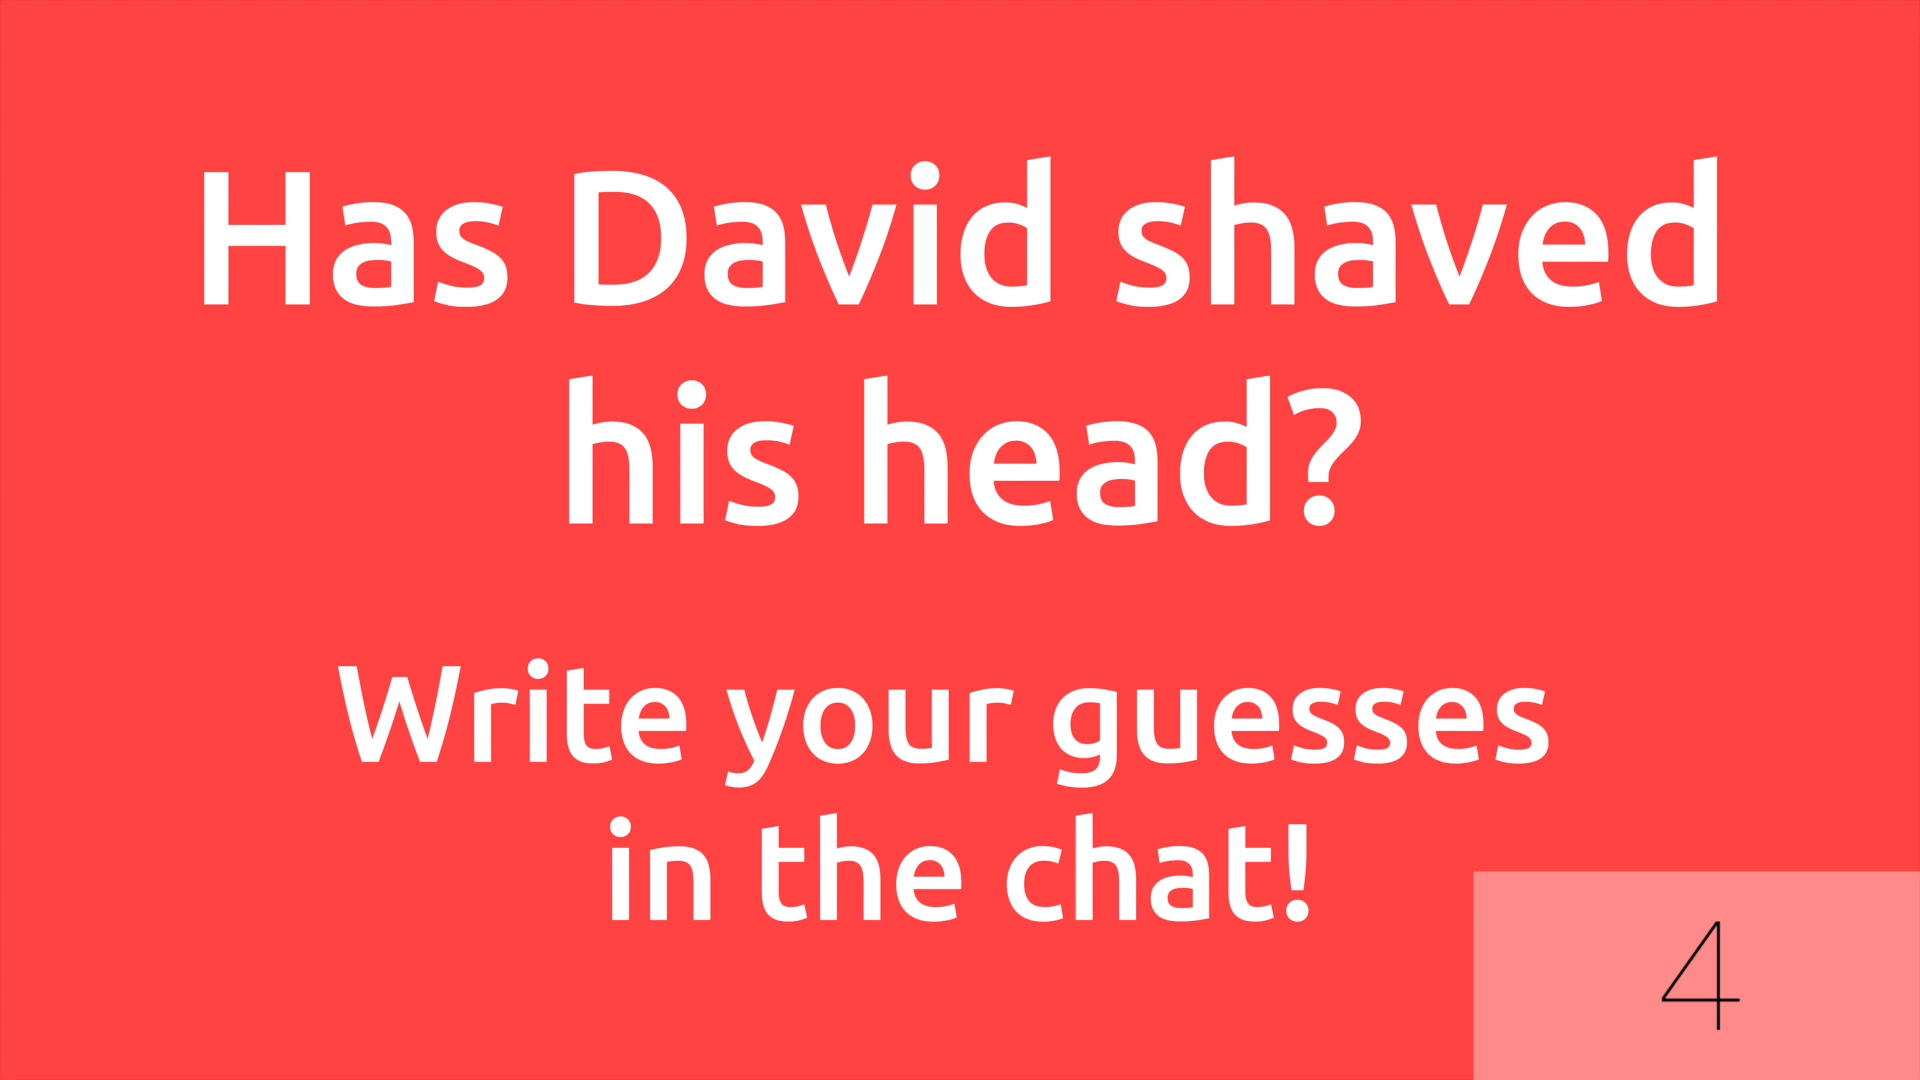 Has David shaved
his head?
Write your guesses
in the chat!
4